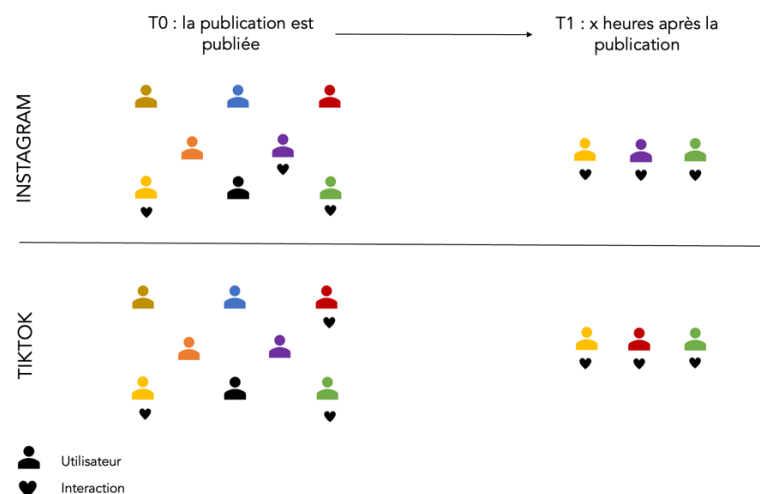 T0 : la publication est
publiée
T1 : x heures après la
publication
INSTAGRAM
TIKTOK
Utilisateur
Interaction